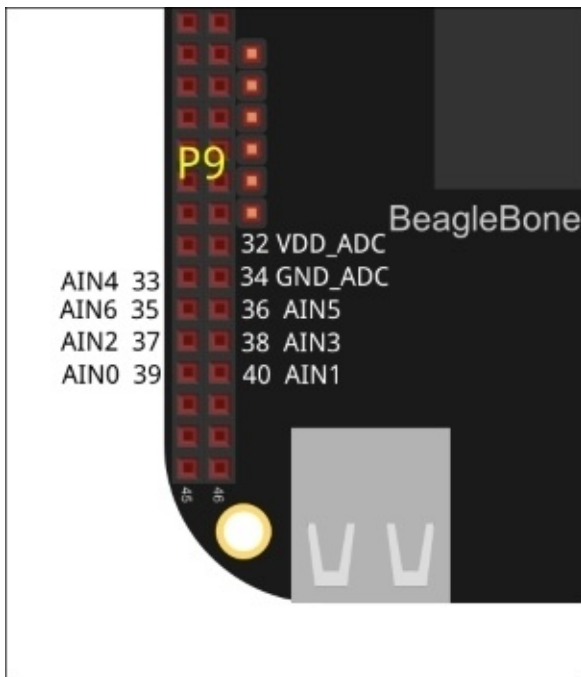 P9
BeagleBone
32 VDD_ADC
AIN4 33 34 GND_ADC
AIN6 35 36 AIN5
AIN2 37 38 AIN3
AIN0 39 40 AIN1
45 46